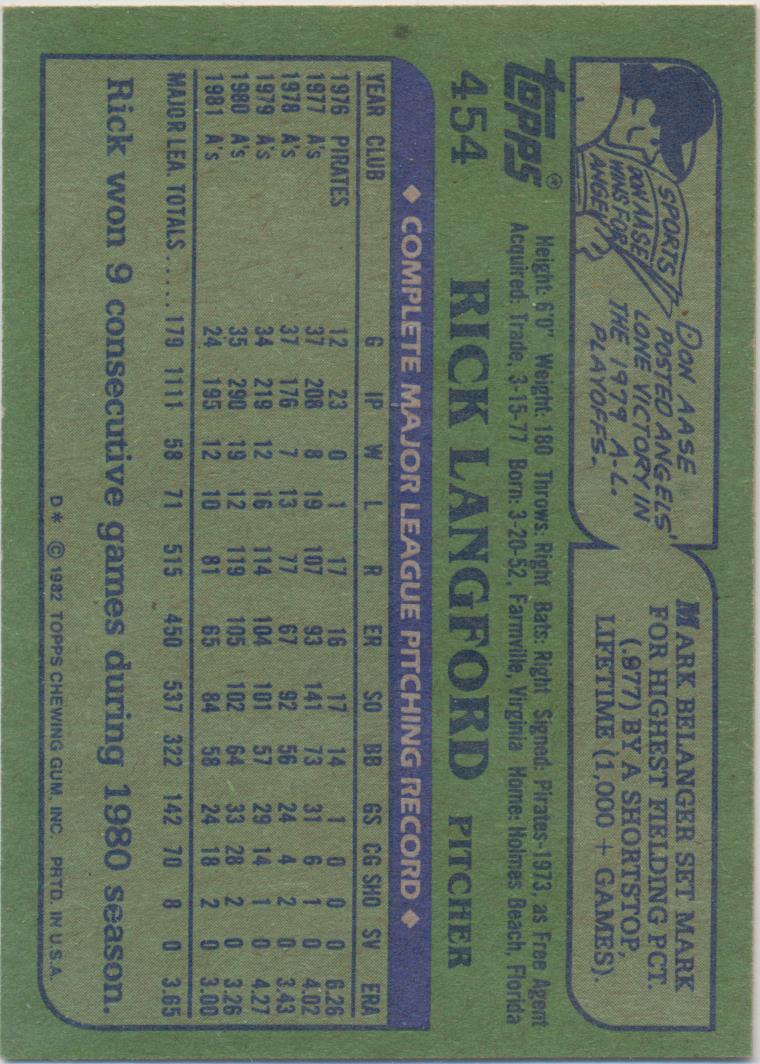 SPORTS
DON AASE
WINS FOR
ANGELS
DON AASE
POSTED ANGELS'
LONE VICTORY IN
THE 1979 A.L.
PLAYOFFS.
MARK BELANGER SET MARK
FOR HIGHEST FIELDING PCT.
(.977) BY A SHORTSTOP,
LIFETIME (1,000 + GAMES).
topps®
Height: 6'0" Weight: 180 Throws: Right Bats: Right Signed: Pirates-1973, as Free Agent
Acquired: Trade, 3-15-77 Born: 3-20-52, Farmville, Virginia Home: Holmes Beach, Florida
454 RICK LANGFORD PITCHER
◆ COMPLETE MAJOR LEAGUE PITCHING RECORD ◆
YEAR CLUB G IP W L R ER SO BB GS CG SHO SV ERA
1976 PIRATES 12 23 0 1 17 16 17 14 1 0 0 0 6.26
1977 A's 37 208 8 19 107 93 141 73 31 6 1 0 4.02
1978 A's 37 176 7 13 77 67 92 56 24 4 2 0 3.43
1979 A's 34 219 12 16 114 104 101 57 29 14 1 0 4.27
1980 A's 35 290 19 12 119 105 102 64 33 28 2 0 3.26
1981 A's 24 195 12 10 81 65 84 58 24 18 2 0 3.00
MAJOR LEA. TOTALS..... 179 1111 58 71 515 450 537 322 142 70 8 0 3.65
Rick won 9 consecutive games during 1980 season.
D* © 1982 TOPPS CHEWING GUM, INC. PRTD. IN U.S.A.